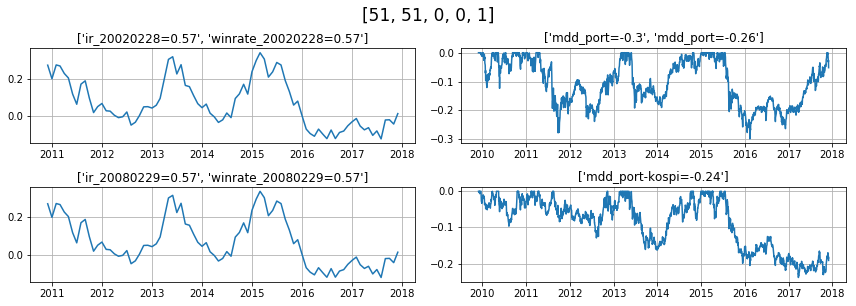 [51, 51, 0, 0, 1]
['ir_20020228=0.57', 'winrate_20020228=0.57']
0.2
0.0
2011 2012 2013 2014 2015 2016 2017 2018
['mdd_port=-0.3', 'mdd_port=-0.26']
0.0
−0.1
−0.2
−0.3
2010 2011 2012 2013 2014 2015 2016 2017 2018
['ir_20080229=0.57', 'winrate_20080229=0.57']
0.2
0.0
2011 2012 2013 2014 2015 2016 2017 2018
['mdd_port-kospi=-0.24']
0.0
−0.1
−0.2
2010 2011 2012 2013 2014 2015 2016 2017 2018